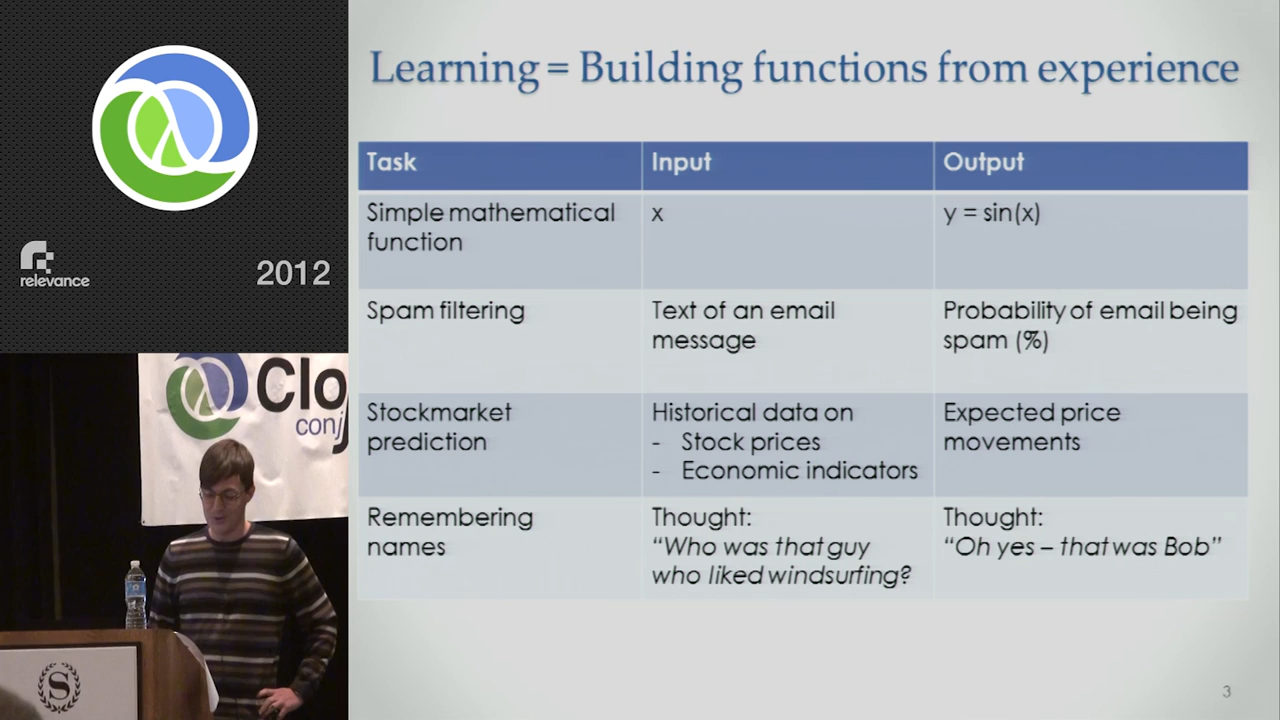 Learning = Building functions from experience
Task
Input
Output
Simple mathematical
function
x
y = sin(x)
Spam filtering
Text of an email
message
Probability of email being
spam (%)
Stockmarket
prediction
Historical data on
- Stock prices
- Economic indicators
Expected price
movements
Remembering
names
Thought:
“Who was that guy
who liked windsurfing?
Thought:
“Oh yes – that was Bob”
3
relevance
2012
Clo
conj
S